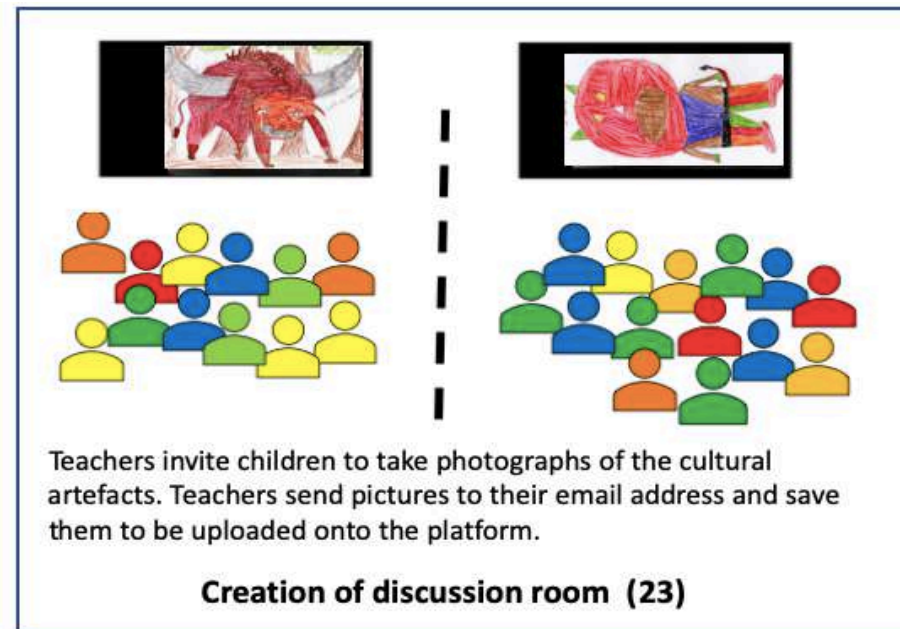 Teachers invite children to take photographs of the cultural
artefacts. Teachers send pictures to their email address and save
them to be uploaded onto the platform.
Creation of discussion room (23)